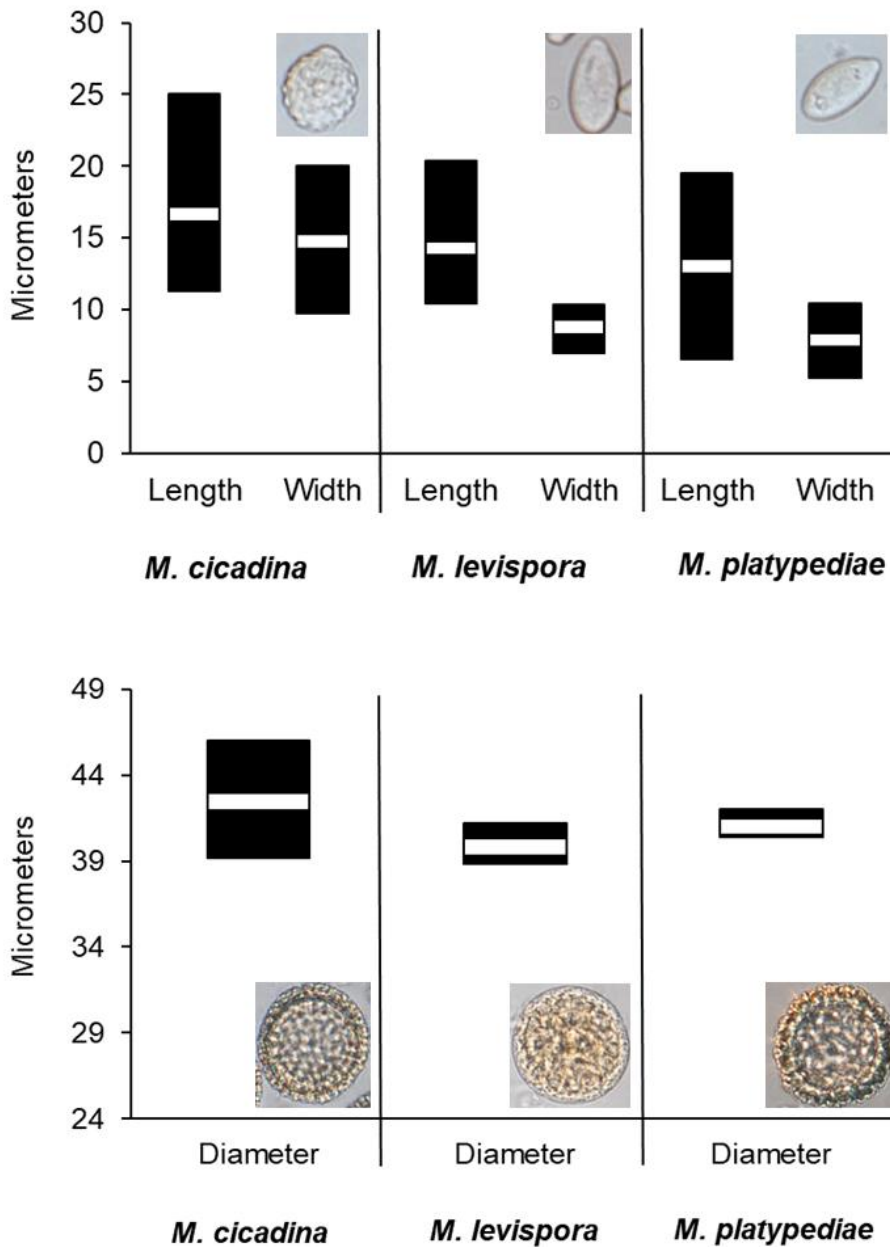 Micrometers
30
25
20
15
10
5
0
Length Width Length Width Length Width
M. cicadina M. levispora M. platypediae
Micrometers
49
44
39
34
29
24
Diameter Diameter Diameter
M. cicadina M. levispora M. platypediae